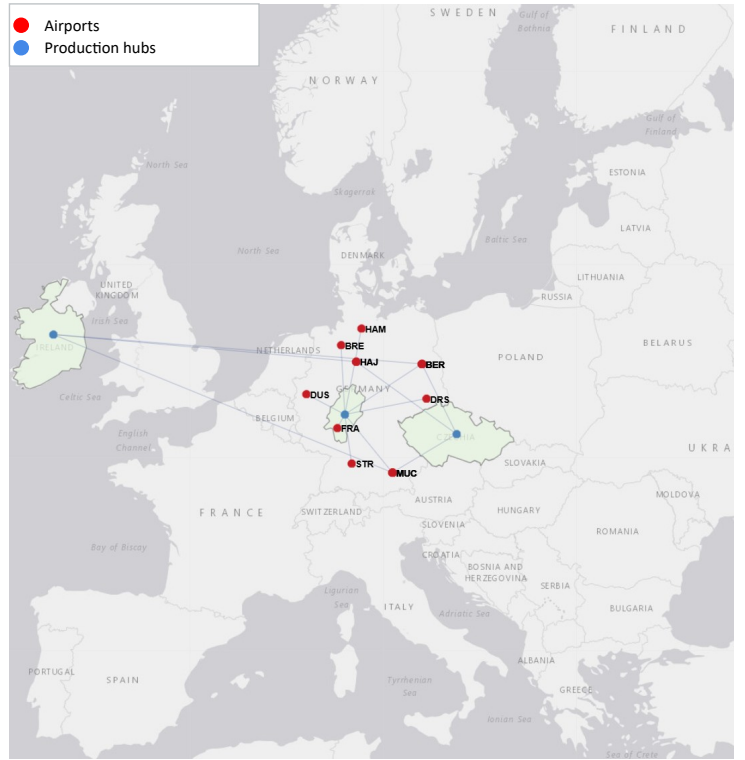 Airports
Production hubs
SWEDEN
Gulf of
Bothnia
FINLAND
NORWAY
Gulf of
Finland
North Sea
ESTONIA
Skagerrak
LATVIA
Baltic Sea
North Sea
DENMARK
LITHUANIA
UNITED
KINGDOM
RUSSIA
Irish Sea
HAM
IRELAND
BRE
BELARUS
NETHERLANDS
HAJ
BER
POLAND
GERMANY
Celtic Sea
DUS
DRS
BELGIUM
English
Channel
FRA
CZECHIA
UKRA
STR
MUC
SLOVAKIA
MOLDOVA
AUSTRIA
FRANCE
SWITZERLAND
HUNGARY
SLOVENIA
ROMANIA
Bay of Biscay
CROATIA
BOSNIA AND
HERZEGOVINA
SERBIA
Ligurian
Sea
ITALY
Adriatic Sea
BULGARIA
PORTUGAL
SPAIN
Tyrrhenian
Sea
ALBANIA
GREECE
Ionian Sea
Sea of Crete